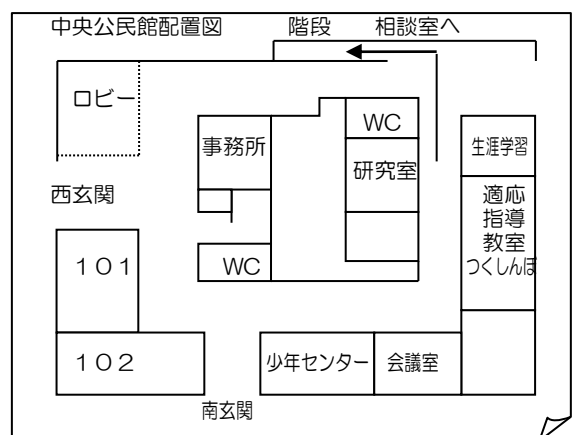 中央公民館配置図
階段
相談室へ
ロビー
WC
事務所
研究室
生涯学習
西玄関
適応
指導
教室
つくしんぼ
101
WC
102
少年センター
会議室
南玄関